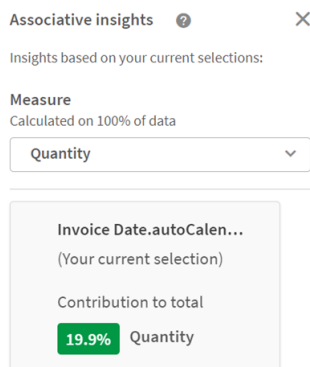 Associative insights ?
Insights based on your current selections:
Measure
Calculated on 100% of data
Quantity
Invoice Date.autoCalen...
(Your current selection)
Contribution to total
19.9% Quantity